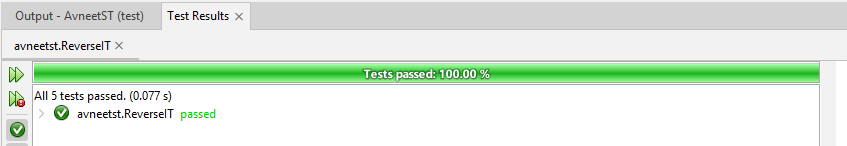 Output - AvneetST (test) Test Results
avneetst.ReverseIT
Tests passed: 100.00 %
All 5 tests passed. (0.077 s)
avneetst.ReverseIT passed